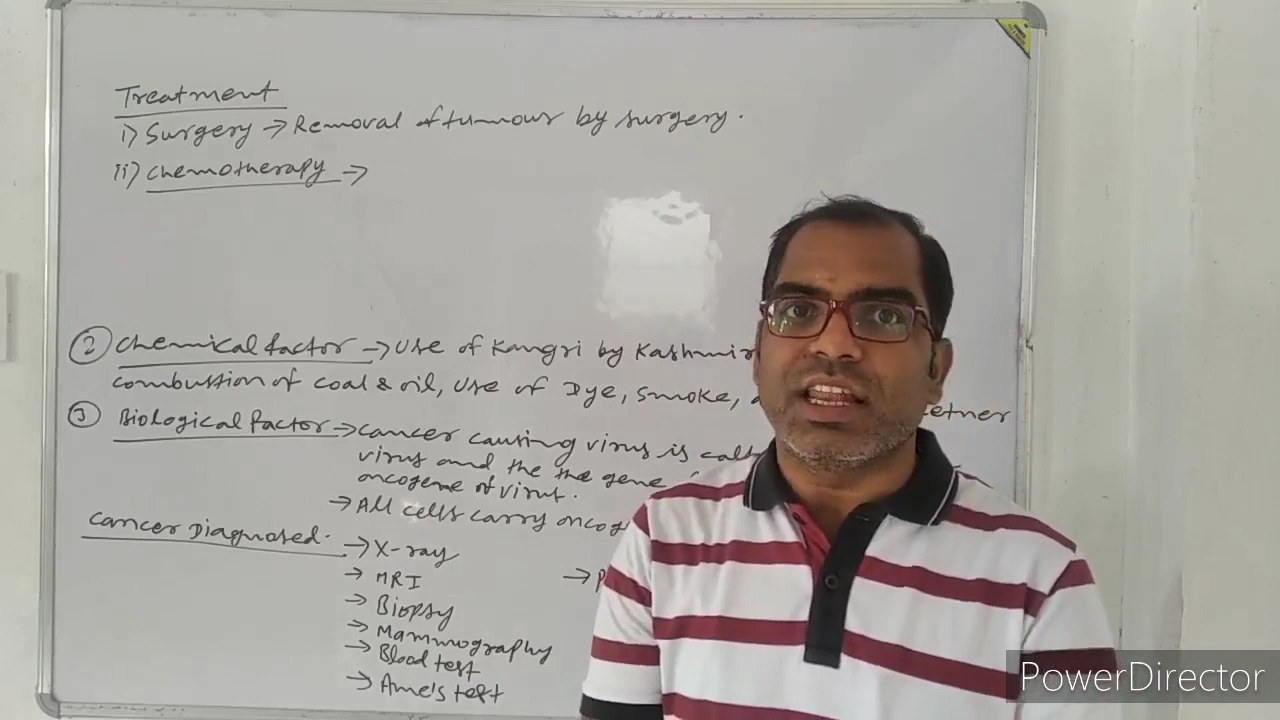 Treatment
i) Surgery → Removal of tumour by surgery.
ii) Chemotherapy →
② Chemical factor → Use of Kangri by Kashmir
combustion of coal & oil, Use of Dye, Smoke,
③ Biological factor → Cancer causing virus is call
virus and the the gene
oncogene of virus.
→ All cells carry oncog
Cancer Diagnosed.
→ X-ray
→ MRI
→ P
→ Biopsy
→ Mammography
→ Blood test
→ Ame's test
PowerDirector